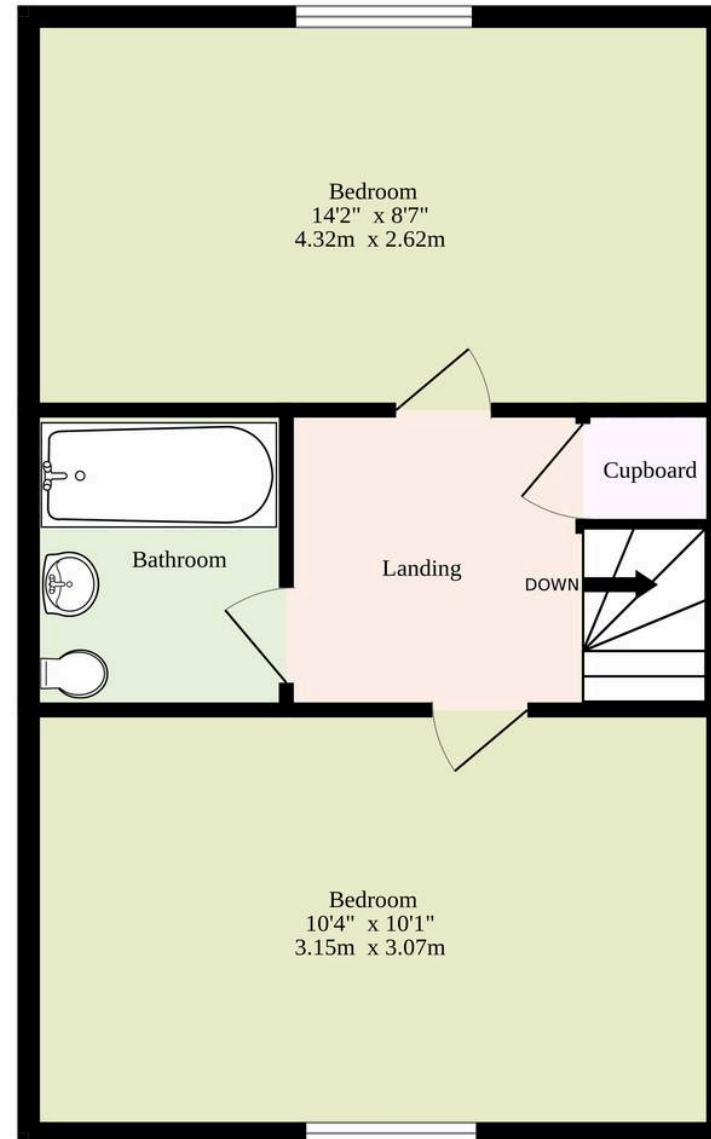 Bedroom
14'2" x 8'7"
4.32m x 2.62m
Cupboard
Bathroom
Landing
DOWN
Bedroom
10'4" x 10'1"
3.15m x 3.07m